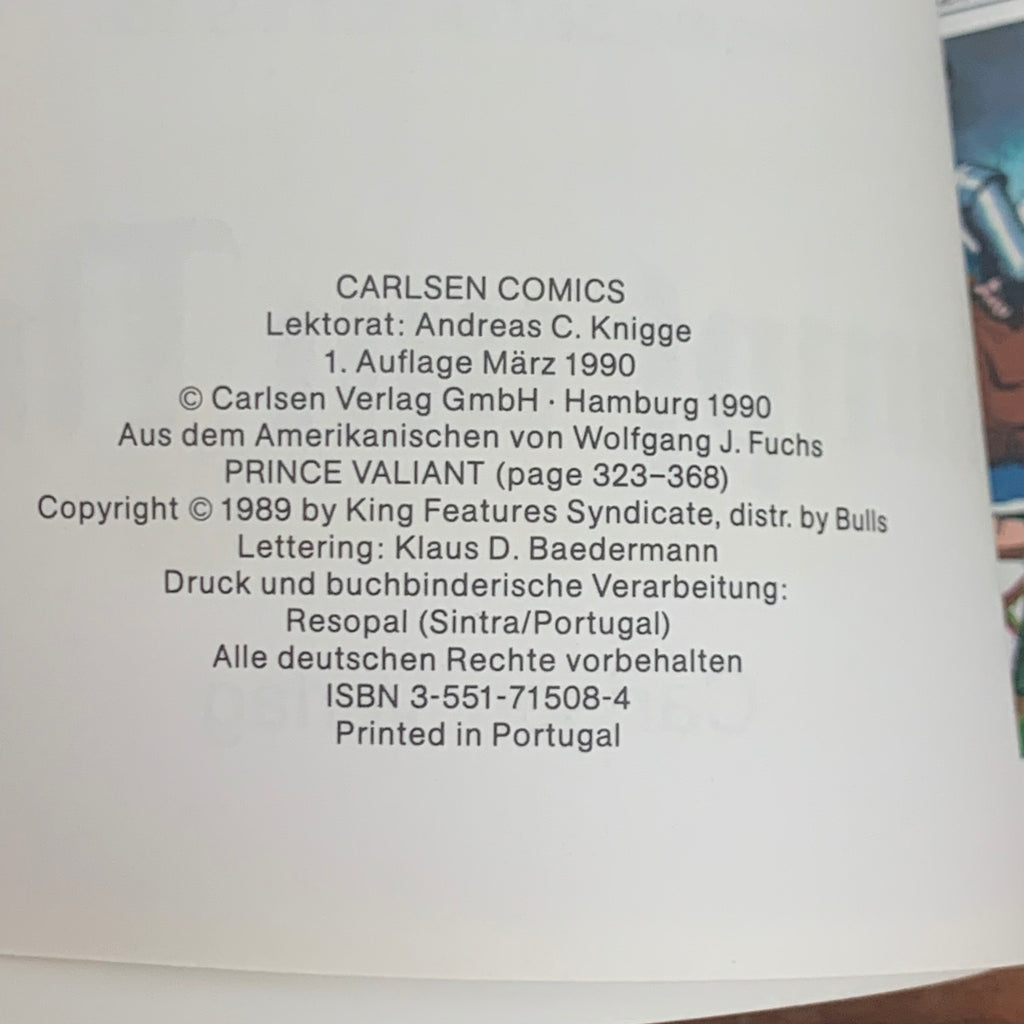 CARLSEN COMICS
Lektorat: Andreas C. Knigge
1. Auflage März 1990
© Carlsen Verlag GmbH · Hamburg 1990
Aus dem Amerikanischen von Wolfgang J. Fuchs
PRINCE VALIANT (page 323–368)
Copyright © 1989 by King Features Syndicate, distr. by Bulls
Lettering: Klaus D. Baedermann
Druck und buchbinderische Verarbeitung:
Resopal (Sintra/Portugal)
Alle deutschen Rechte vorbehalten
ISBN 3-551-71508-4
Printed in Portugal